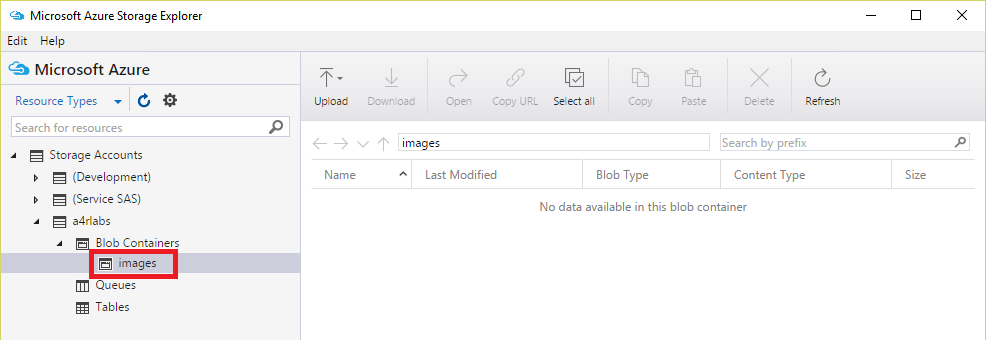 Microsoft Azure Storage Explorer
Edit Help
Microsoft Azure
Resource Types
Search for resources
Storage Accounts
(Development)
(Service SAS)
a4rlabs
Blob Containers
images
Queues
Tables
Upload Download Open Copy URL Select all Copy Paste Delete Refresh
images Search by prefix
Name Last Modified Blob Type Content Type Size
No data available in this blob container